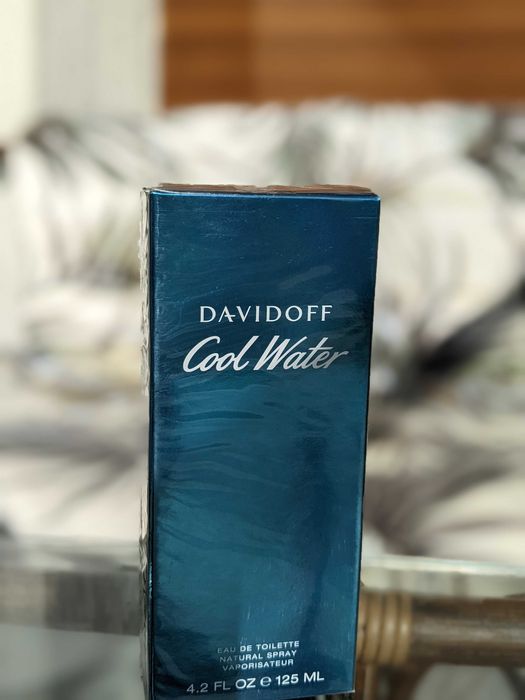 DAVIDOFF
Cool Water
EAU DE TOILETTE
NATURAL SPRAY
VAPORISATEUR
4.2 FL OZ ℮ 125 ML